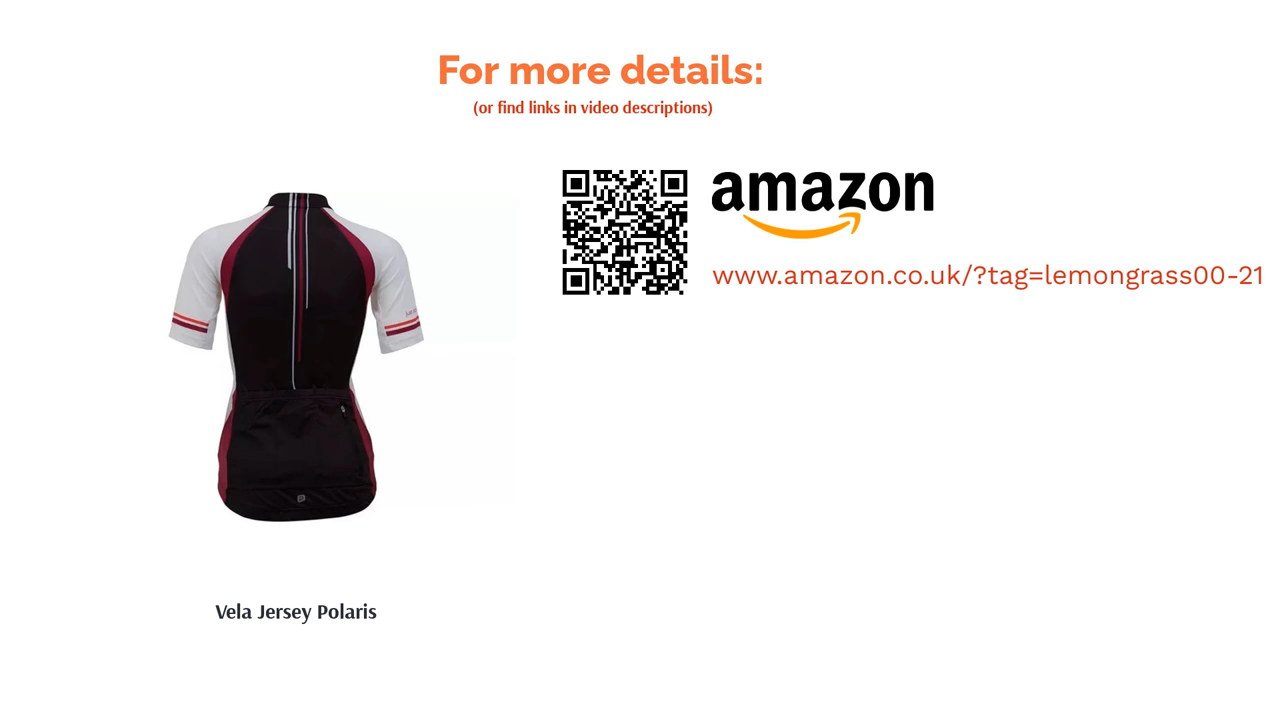 For more details:
(or find links in video descriptions)
amazon
www.amazon.co.uk/?tag=lemongrass00-21
Vela Jersey Polaris